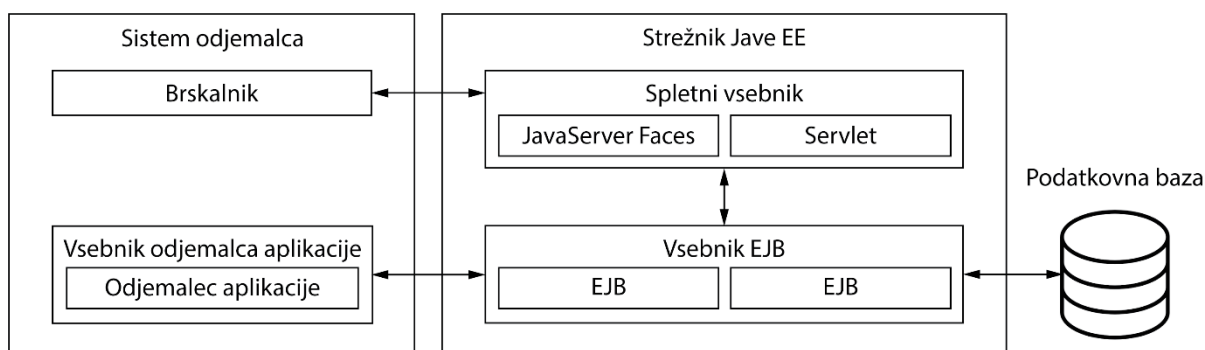 Sistem odjemalca
Brskalnik
Vsebnik odjemalca aplikacije
Odjemalec aplikacije
Strežnik Jave EE
Spletni vsebnik
JavaServer Faces
Servlet
Vsebnik EJB
EJB
EJB
Podatkovna baza